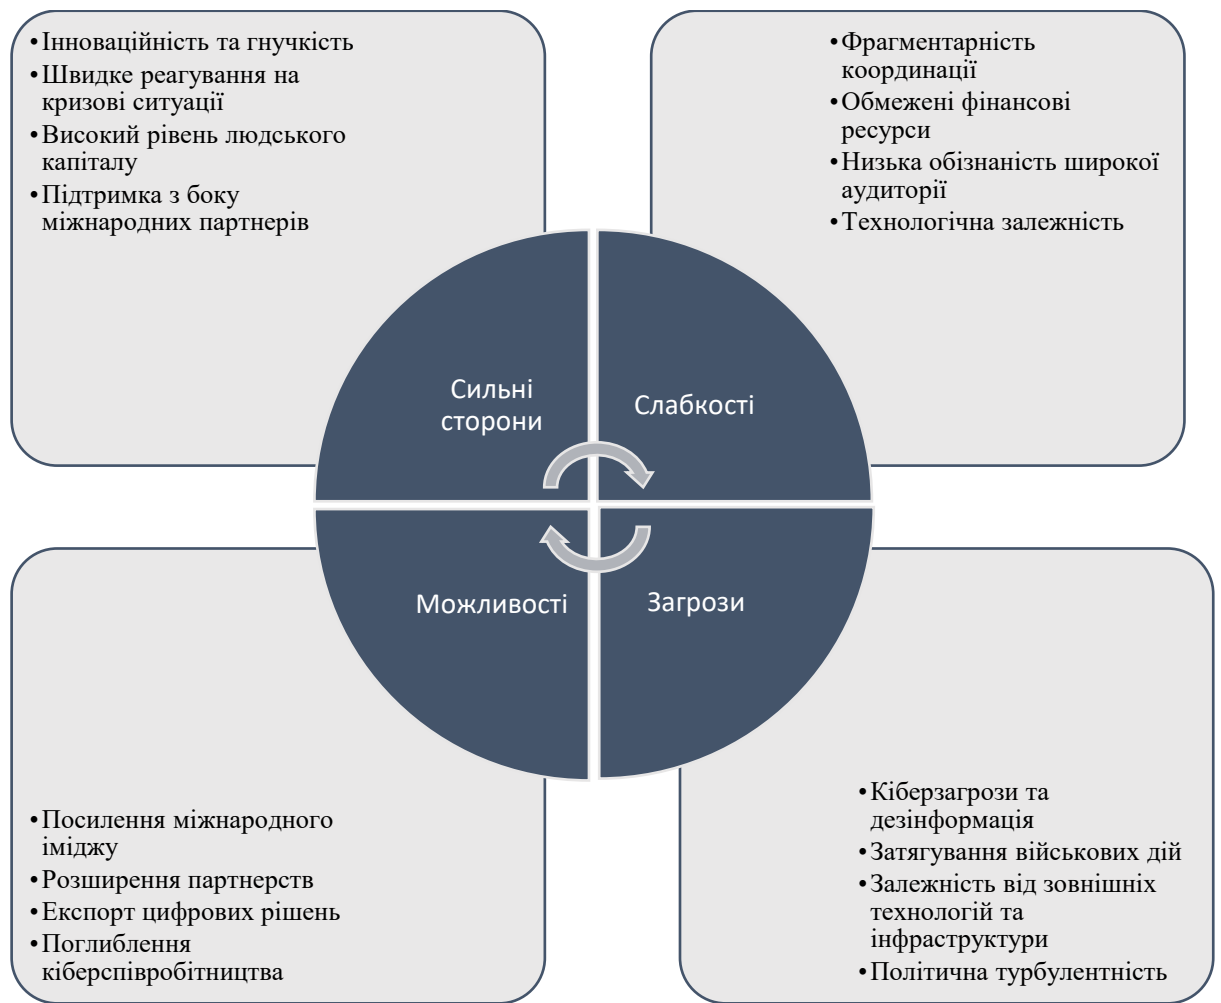 •Інноваційність та гнучкість
•Швидке реагування на
кризові ситуації
•Високий рівень людського
капіталу
•Підтримка з боку
міжнародних партнерів
•Фрагментарність
координації
•Обмежені фінансові
ресурси
•Низька обізнаність широкої
аудиторії
•Технологічна залежність
Сильні
сторони
Слабкості
Можливості
Загрози
•Посилення міжнародного
іміджу
•Розширення партнерств
•Експорт цифрових рішень
•Поглиблення
кіберспівробітництва
•Кіберзагрози та
дезінформація
•Затягування військових дій
•Залежність від зовнішніх
технологій та
інфраструктури
•Політична турбулентність